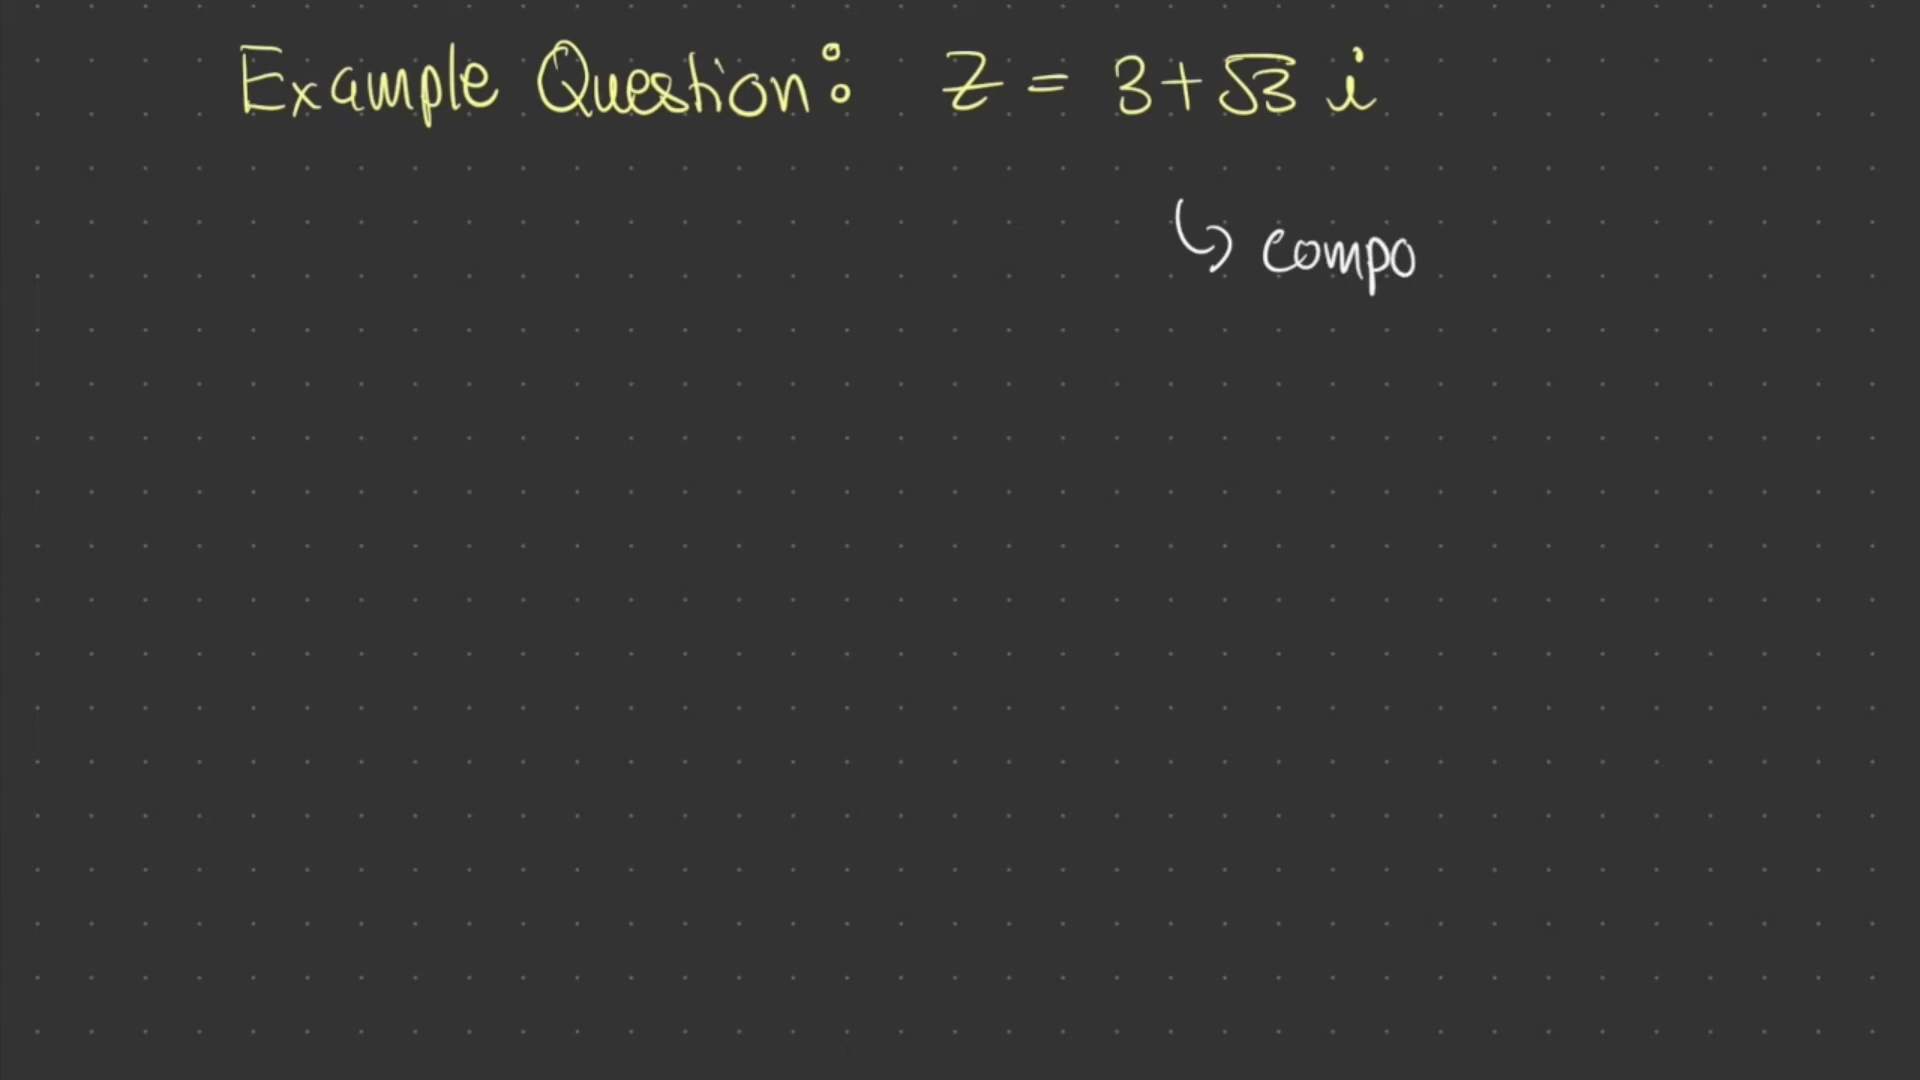 Example Question: Z = 3+√3 i
↳ compo